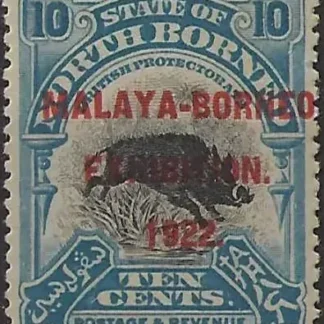 10 STATE OF 10
NORTH BORNEO
BRITISH PROTECTORATE
MALAYA-BORNEO
EXHIBITION.
1922.
TEN
CENTS.
POSTAGE & REVENUE